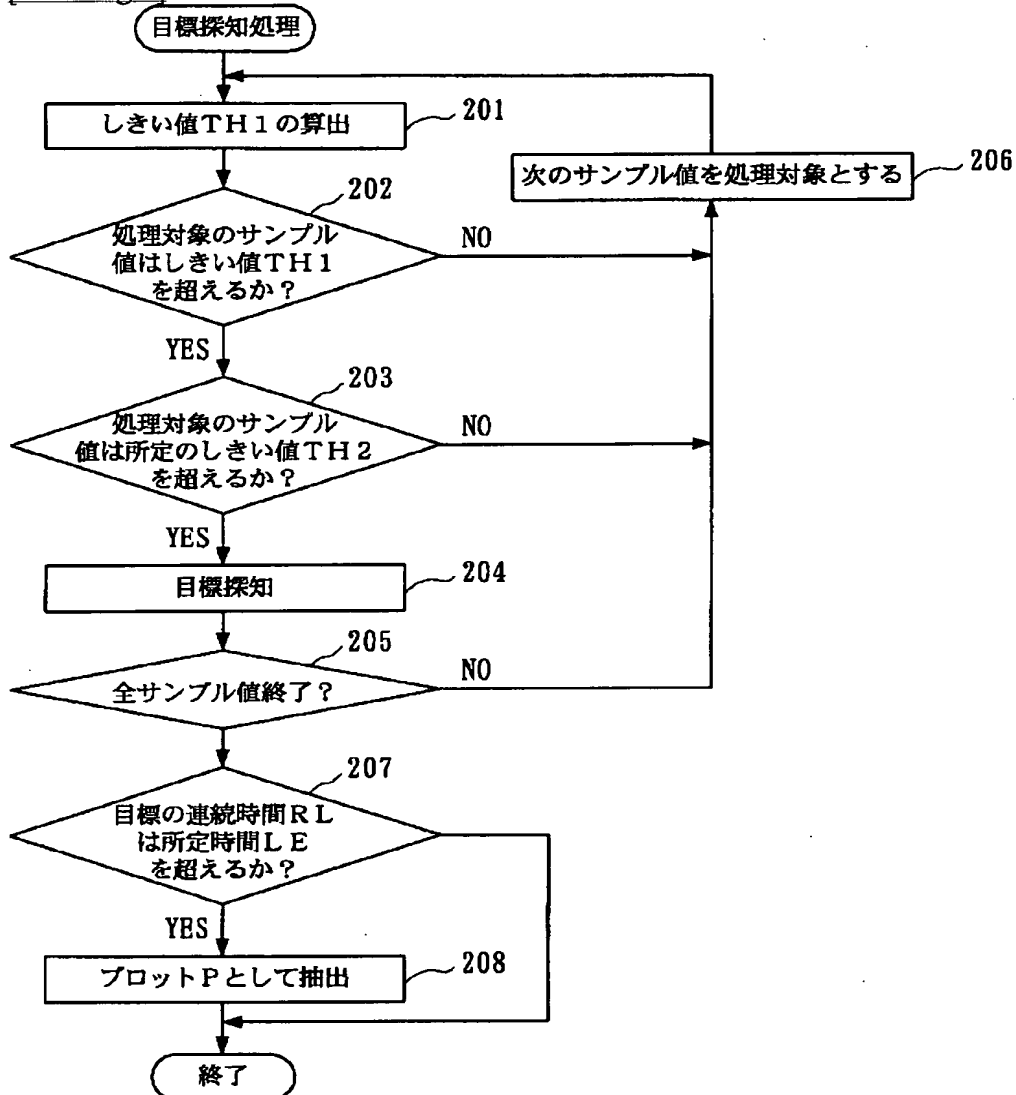 目標探知処理
しきい値TH1の算出
201
次のサンプル値を処理対象とする
206
202
処理対象のサンプル
値はしきい値TH1
を超えるか?
NO
YES
203
処理対象のサンプル
値は所定のしきい値TH2
を超えるか?
NO
YES
目標探知
204
205
全サンプル値終了?
NO
207
目標の連続時間RL
は所定時間LE
を超えるか?
YES
プロットPとして抽出
208
終了